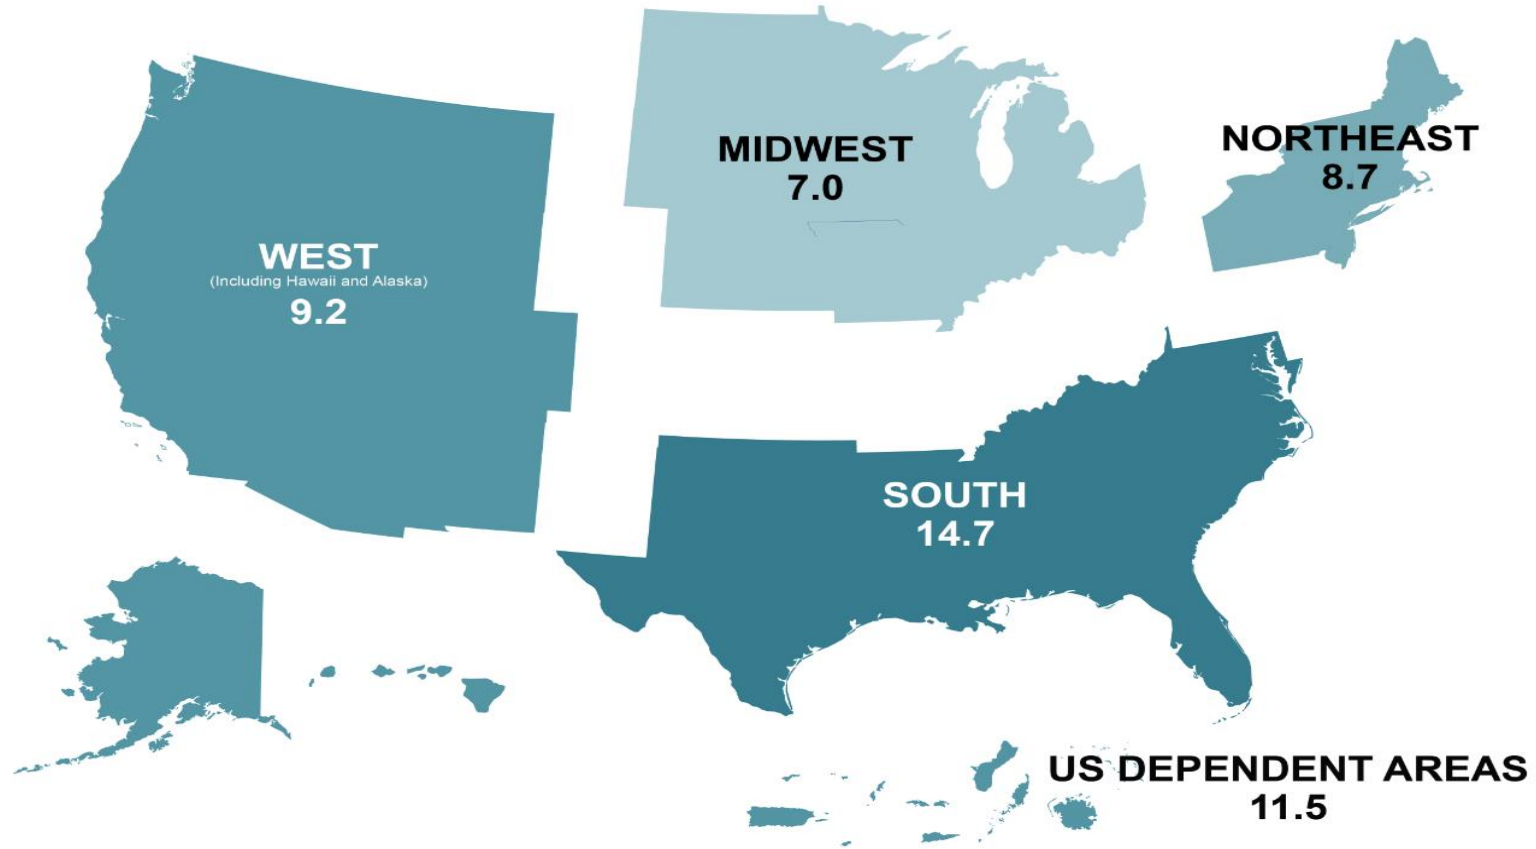 MIDWEST
7.0
NORTHEAST
8.7
WEST
(Including Hawaii and Alaska)
9.2
SOUTH
14.7
US DEPENDENT AREAS
11.5